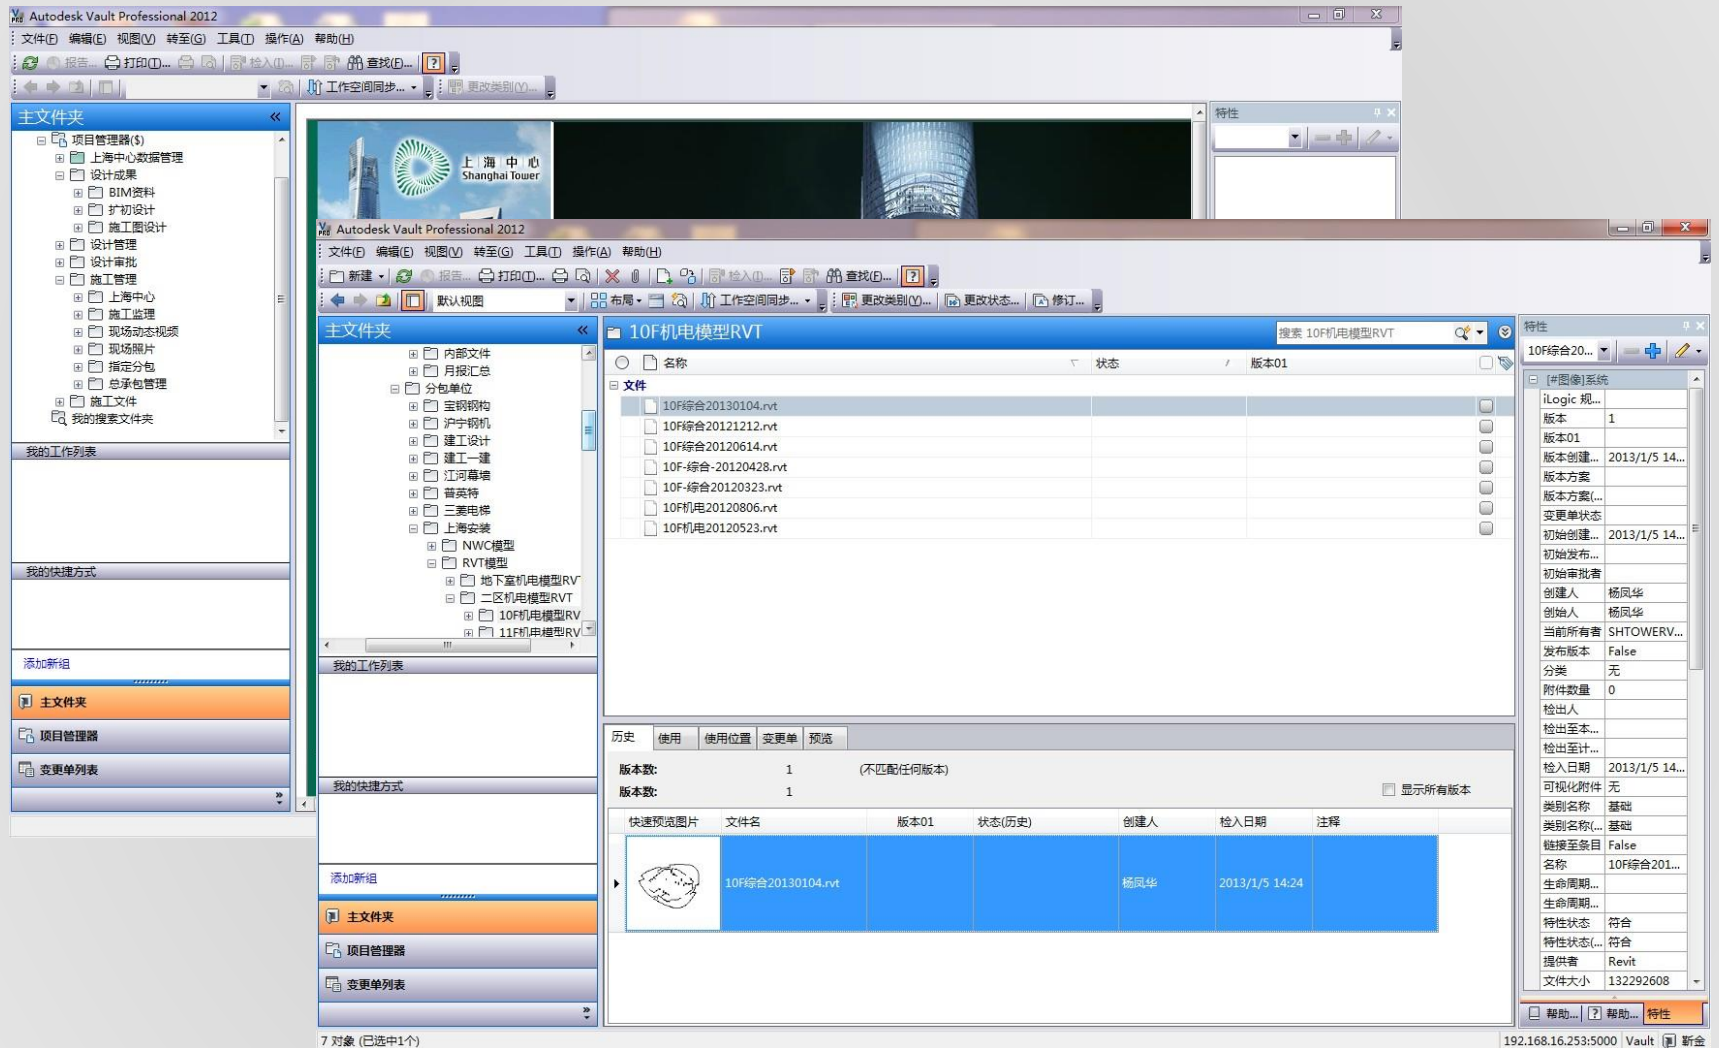 Autodesk Vault Professional 2012
文件(F) 编辑(E) 视图(V) 转至(G) 工具(T) 操作(A) 帮助(H)
报告... 打印(T)... 检入(I)... 查找(F)...
工作空间同步... 更改类别(Y)...
主文件夹
项目管理器($)
上海中心数据管理
设计成果
BIM资料
扩初设计
施工图设计
设计管理
设计审批
施工管理
上海中心
施工监理
现场动态视频
现场照片
指定分包
总承包管理
施工文件
我的搜索文件夹
我的工作列表
我的快捷方式
添加新组
主文件夹
项目管理器
变更单列表
上海中心
Shanghai Tower
特性
Autodesk Vault Professional 2012
文件(F) 编辑(E) 视图(V) 转至(G) 工具(T) 操作(A) 帮助(H)
新建 报告... 打印(T)... 检入(I)... 查找(F)...
默认视图 布局 工作空间同步... 更改类别(Y)... 更改状态... 修订...
主文件夹
内部文件
月报汇总
分包单位
宝钢钢构
沪宁钢机
建工设计
建工一建
江河幕墙
普英特
三菱电梯
上海安装
NWC模型
RVT模型
地下室机电模型RV
二区机电模型RVT
10F机电模型RV
11F机电模型RV
我的工作列表
我的快捷方式
添加新组
主文件夹
项目管理器
变更单列表
10F机电模型RVT 搜索 10F机电模型RVT
名称 状态 版本01
文件
10F综合20130104.rvt
10F综合20121212.rvt
10F综合20120614.rvt
10F-综合-20120428.rvt
10F-综合20120323.rvt
10F机电20120806.rvt
10F机电20120523.rvt
历史 使用 使用位置 变更单 预览
版本数: 1 (不匹配任何版本)
版本数: 1 显示所有版本
快速预览图片 文件名 版本01 状态(历史) 创建人 检入日期 注释
10F综合20130104.rvt 杨凤华 2013/1/5 14:24
特性
10F综合20...
[#图像]系统
iLogic 规...
版本 1
版本01
版本创建... 2013/1/5 14...
版本方案
版本方案(...
变更单状态
初始创建... 2013/1/5 14...
初始发布...
初始审批者
创建人 杨凤华
创始人 杨凤华
当前所有者 SHTOWERV...
发布版本 False
分类 无
附件数量 0
检出人
检出至本...
检出至计...
检入日期 2013/1/5 14...
可视化附件 无
类别名称 基础
类别名称(... 基础
链接至条目 False
名称 10F综合201...
生命周期...
生命周期...
特性状态 符合
特性状态(... 符合
提供者 Revit
文件大小 132292608
帮助... 帮助... 特性
7 对象 (已选中1个) 192.168.16.253:5000 Vault 靳金